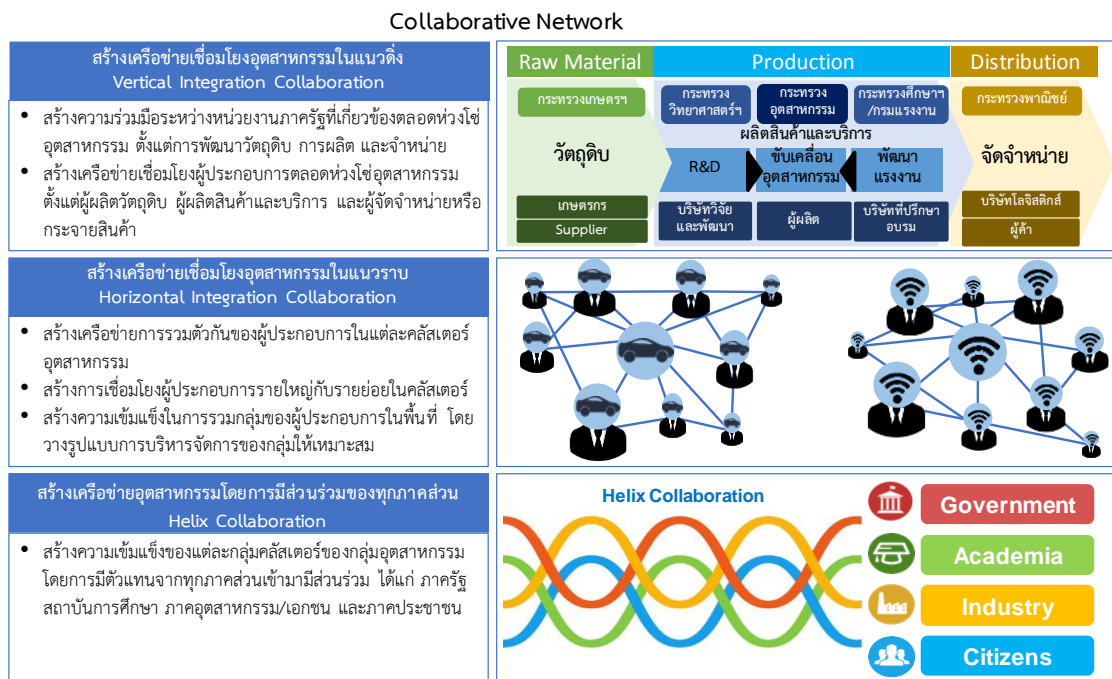 Collaborative Network
สร้างเครือข่ายเชื่อมโยงอุตสาหกรรมในแนวดิ่ง
Vertical Integration Collaboration
• สร้างความร่วมมือระหว่างหน่วยงานภาครัฐที่เกี่ยวข้องตลอดห่วงโซ่
อุตสาหกรรม ตั้งแต่การพัฒนาวัตถุดิบ การผลิต และจำหน่าย
• สร้างเครือข่ายเชื่อมโยงผู้ประกอบการตลอดห่วงโซ่อุตสาหกรรม
ตั้งแต่ผู้ผลิตวัตถุดิบ ผู้ผลิตสินค้าและบริการ และผู้จัดจำหน่ายหรือ
กระจายสินค้า
Raw Material
Production
Distribution
กระทรวงเกษตรฯ
กระทรวง
วิทยาศาสตร์ฯ
กระทรวง
อุตสาหกรรม
กระทรวงศึกษาฯ
/กรมแรงงาน
กระทรวงพาณิชย์
ผลิตสินค้าและบริการ
วัตถุดิบ
R&D
ขับเคลื่อน
อุตสาหกรรม
พัฒนา
แรงงาน
จัดจำหน่าย
เกษตรกร
Supplier
บริษัทวิจัย
และพัฒนา
ผู้ผลิต
บริษัทที่ปรึกษา
อบรม
บริษัทโลจิสติกส์
ผู้ค้า
สร้างเครือข่ายเชื่อมโยงอุตสาหกรรมในแนวราบ
Horizontal Integration Collaboration
• สร้างเครือข่ายการรวมตัวกันของผู้ประกอบการในแต่ละคลัสเตอร์
อุตสาหกรรม
• สร้างการเชื่อมโยงผู้ประกอบการรายใหญ่กับรายย่อยในคลัสเตอร์
• สร้างความเข้มแข็งในการรวมกลุ่มของผู้ประกอบการในพื้นที่ โดย
วางรูปแบบการบริหารจัดการของกลุ่มให้เหมาะสม
สร้างเครือข่ายอุตสาหกรรมโดยการมีส่วนร่วมของทุกภาคส่วน
Helix Collaboration
• สร้างความเข้มแข็งของแต่ละกลุ่มคลัสเตอร์ของกลุ่มอุตสาหกรรม
โดยการมีตัวแทนจากทุกภาคส่วนเข้ามามีส่วนร่วม ได้แก่ ภาครัฐ
สถาบันการศึกษา ภาคอุตสาหกรรม/เอกชน และภาคประชาชน
Helix Collaboration
Government
Academia
Industry
Citizens